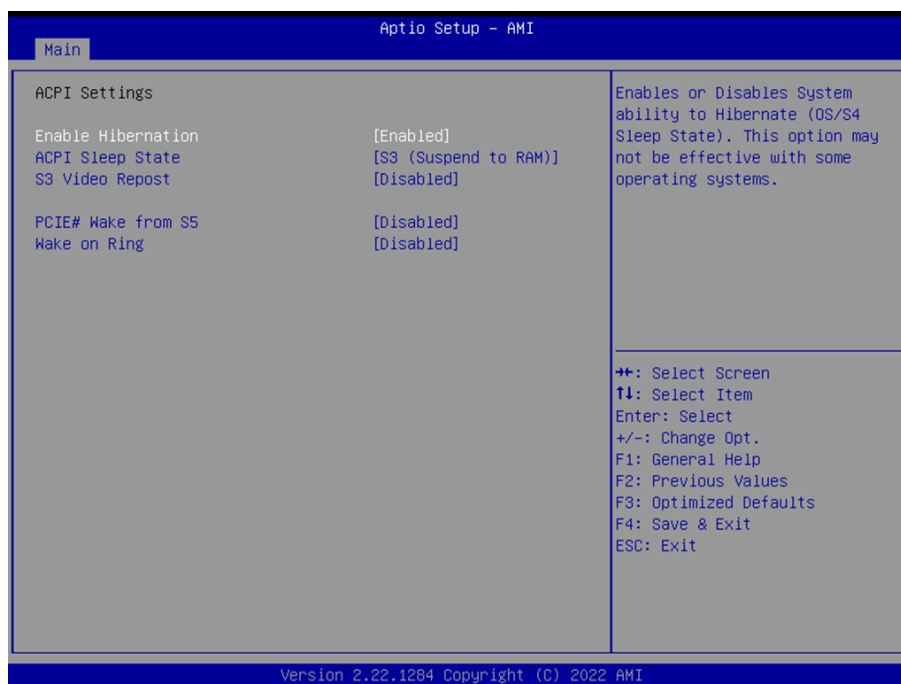 Aptio Setup – AMI
Main
ACPI Settings
Enable Hibernation [Enabled]
ACPI Sleep State [S3 (Suspend to RAM)]
S3 Video Repost [Disabled]
PCIE# Wake from S5 [Disabled]
Wake on Ring [Disabled]
Enables or Disables System
ability to Hibernate (OS/S4
Sleep State). This option may
not be effective with some
operating systems.
→←: Select Screen
↑↓: Select Item
Enter: Select
+/-: Change Opt.
F1: General Help
F2: Previous Values
F3: Optimized Defaults
F4: Save & Exit
ESC: Exit
Version 2.22.1284 Copyright (C) 2022 AMI